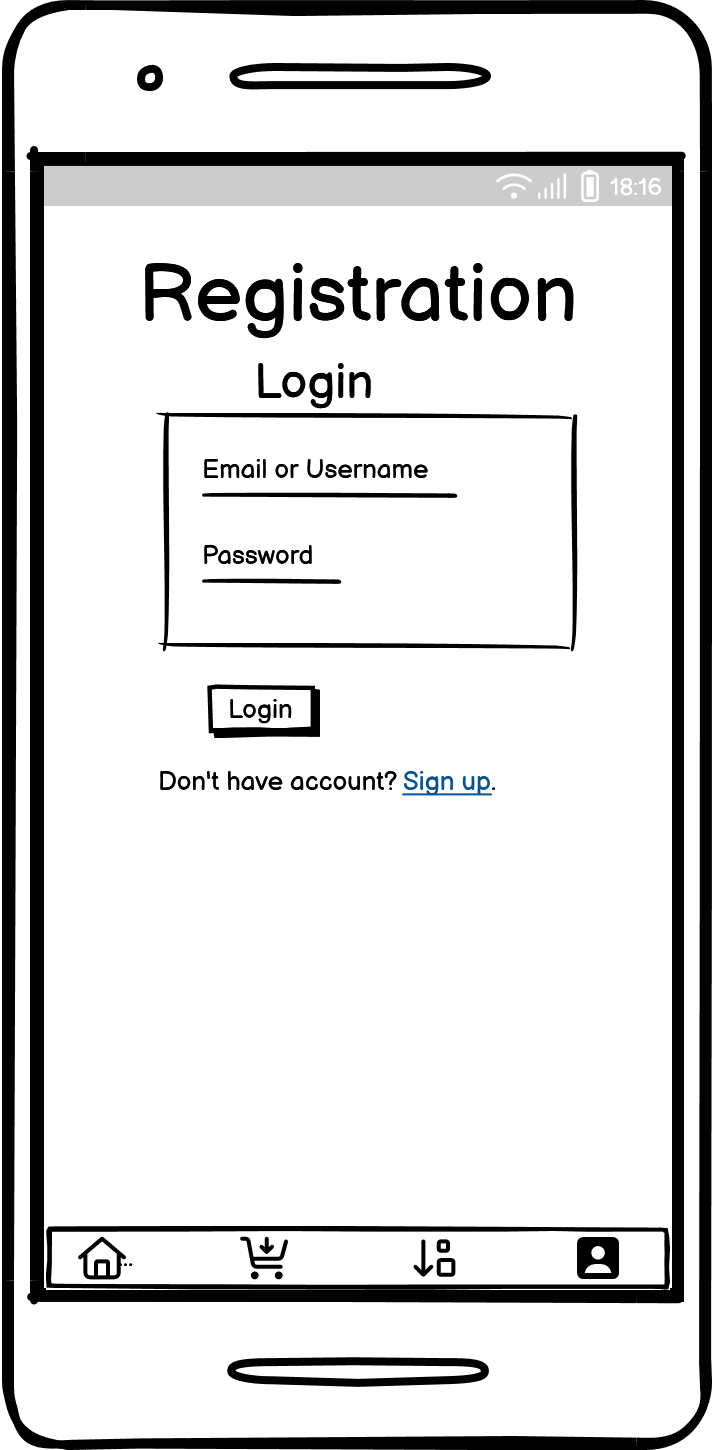 18:16
Registration
Login
Email or Username
Password
Login
Don't have account? Sign up.